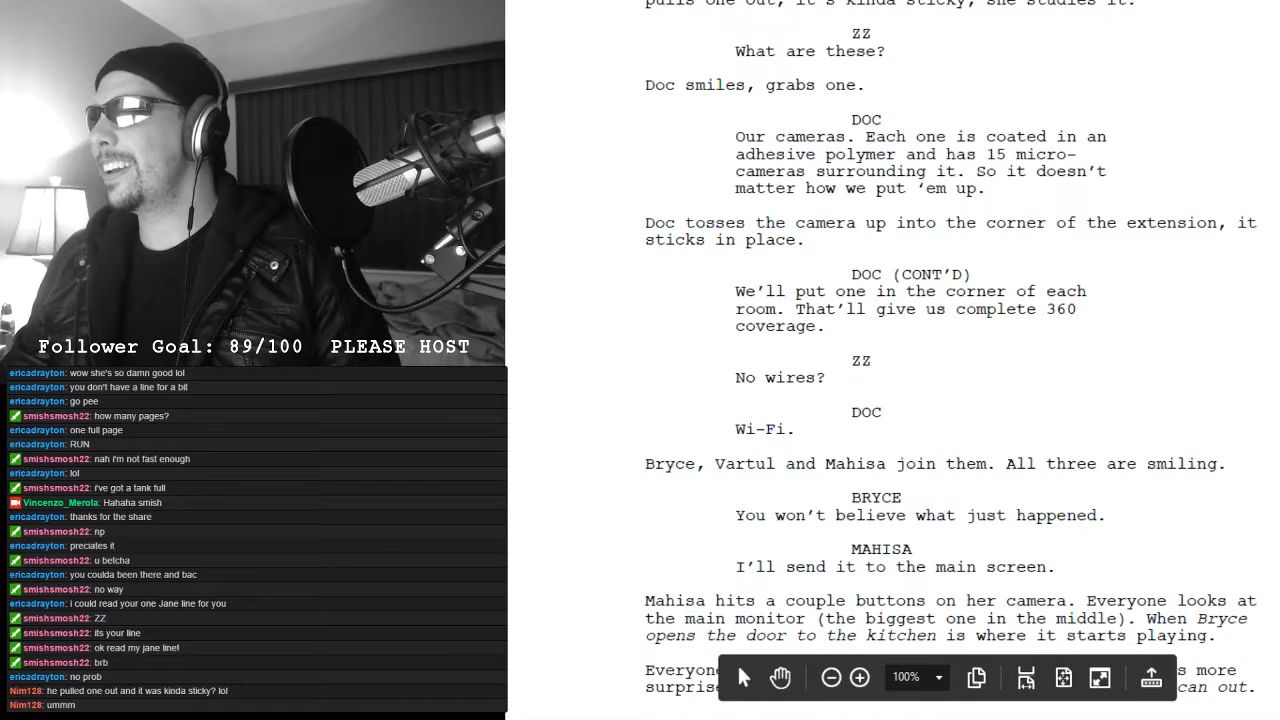 Follower Goal: 89/100 PLEASE HOST
ericadrayton: wow she's so damn good lol
ericadrayton: you don't have a line for a bit
ericadrayton: go pee
smishsmosh22: how many pages?
ericadrayton: one full page
ericadrayton: RUN
smishsmosh22: nah i'm not fast enough
ericadrayton: lol
smishsmosh22: i've got a tank full
Vincenzo_Merola: Hahaha smish
ericadrayton: thanks for the share
smishsmosh22: np
ericadrayton: preciates it
smishsmosh22: u betcha
ericadrayton: you coulda been there and bac
smishsmosh22: no way
ericadrayton: i could read your one Jane line for you
smishsmosh22: ZZ
smishsmosh22: its your line
smishsmosh22: ok read my jane line!
smishsmosh22: brb
ericadrayton: no prob
Nim128: he pulled one out and it was kinda sticky? lol
Nim128: ummm
pulls one out, it's kinda sticky, she studies it.
ZZ
What are these?
Doc smiles, grabs one.
DOC
Our cameras. Each one is coated in an
adhesive polymer and has 15 micro-
cameras surrounding it. So it doesn't
matter how we put ‘em up.
Doc tosses the camera up into the corner of the extension, it
sticks in place.
DOC (CONT'D)
We'll put one in the corner of each
room. That'll give us complete 360
coverage.
ZZ
No wires?
DOC
Wi-Fi.
Bryce, Vartul and Mahisa join them. All three are smiling.
BRYCE
You won't believe what just happened.
MAHISA
I'll send it to the main screen.
Mahisa hits a couple buttons on her camera. Everyone looks at
the main monitor (the biggest one in the middle). When Bryce
opens the door to the kitchen is where it starts playing.
more
can out.
100%